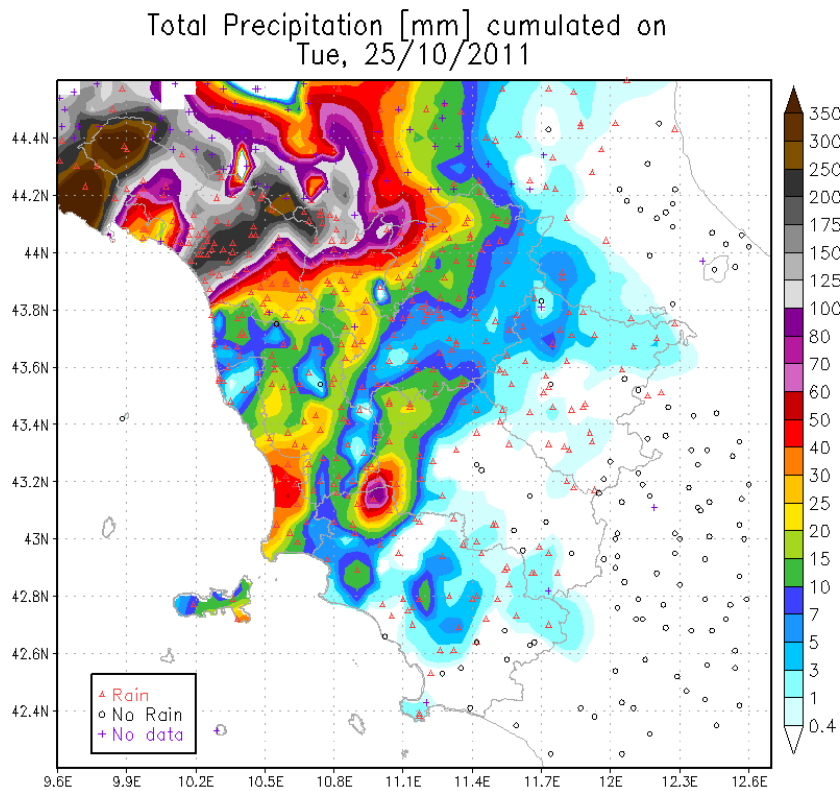 Total Precipitation [mm] cumulated on
Tue, 25/10/2011
44.4N
44.2N
44N
43.8N
43.6N
43.4N
43.2N
43N
42.8N
42.6N
42.4N
9.6E 9.9E 10.2E 10.5E 10.8E 11.1E 11.4E 11.7E 12E 12.3E 12.6E
Rain
No Rain
No data
350
300
250
200
175
150
125
100
80
70
60
50
40
30
25
20
15
10
7
5
3
1
0.4